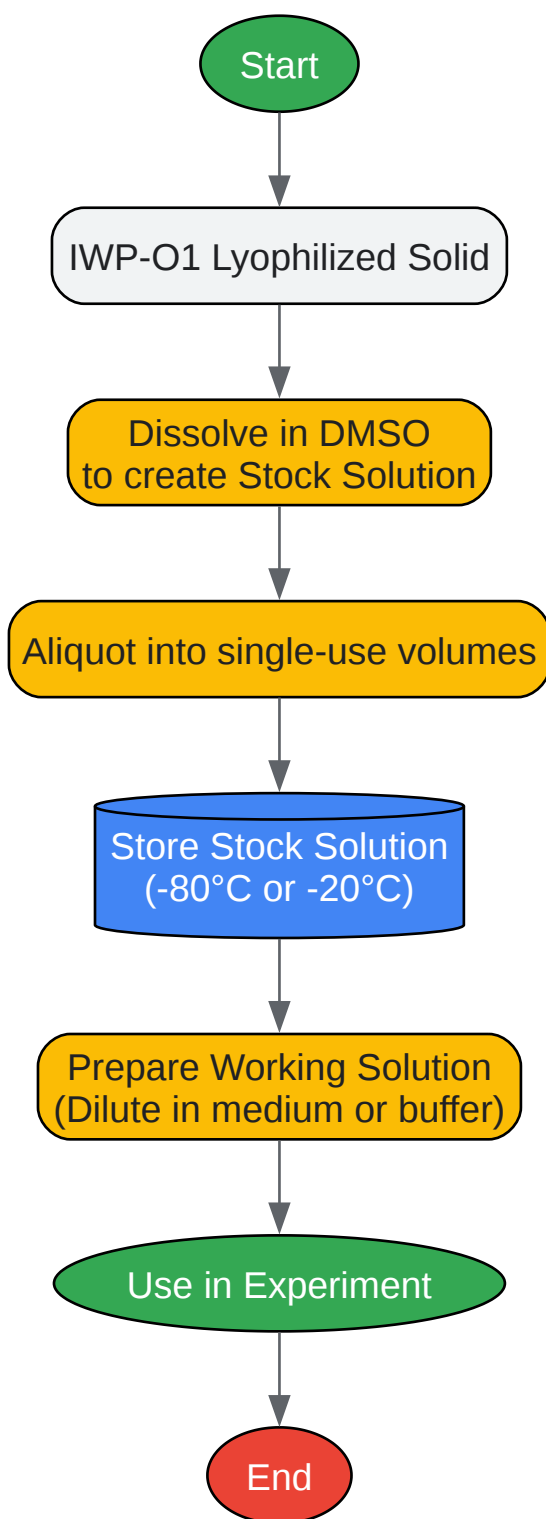 Start
IWP-O1 Lyophilized Solid
Dissolve in DMSO
to create Stock Solution
Aliquot into single-use volumes
Store Stock Solution
(-80°C or -20°C)
Prepare Working Solution
(Dilute in medium or buffer)
Use in Experiment
End